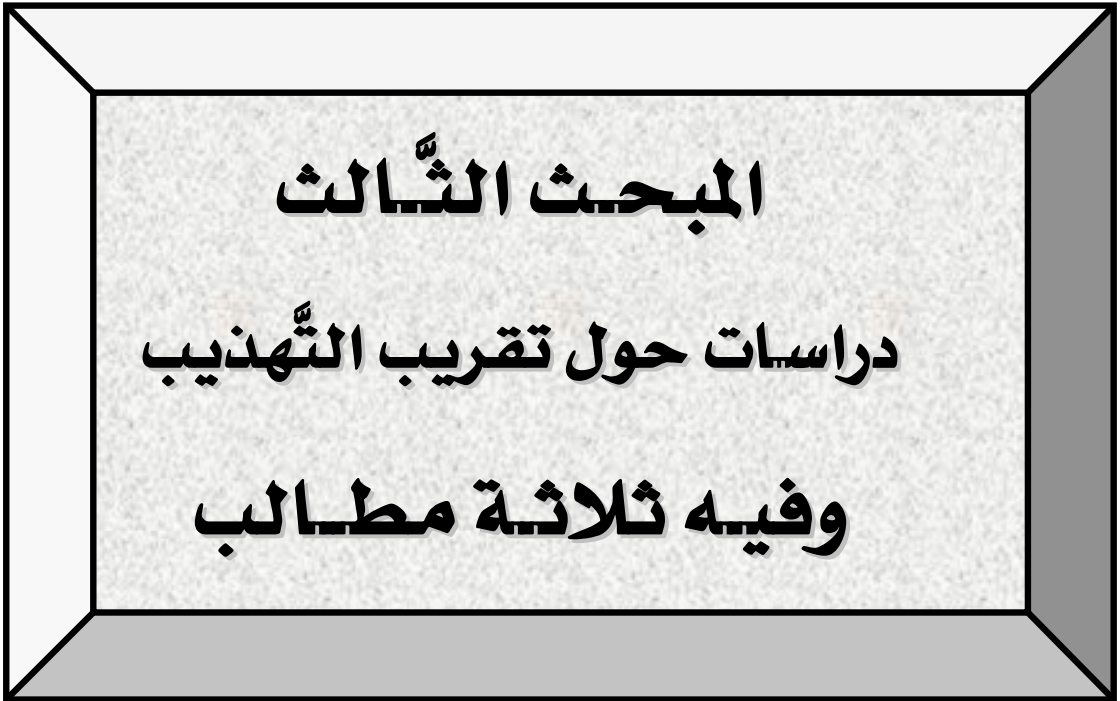 المبحث الثَّالث
دراسات حول تقريب التَّهذيب
وفيه ثلاثة مطالب